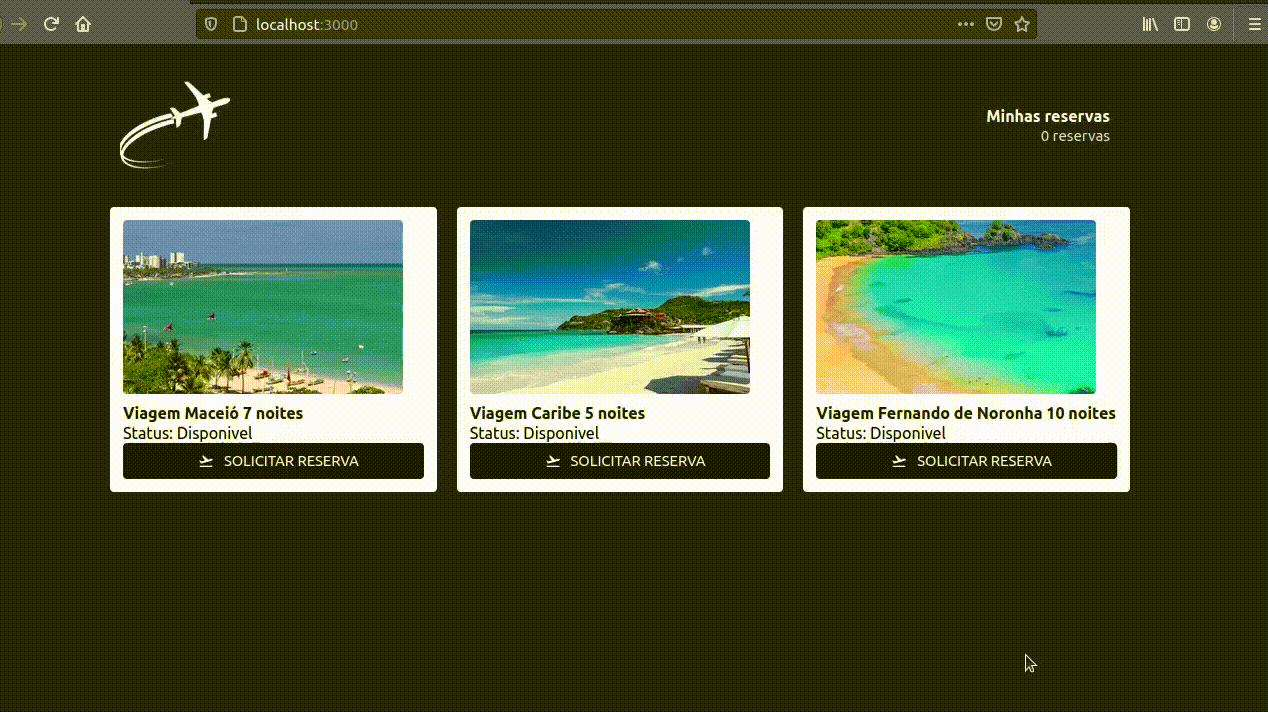 localhost:3000
Minhas reservas
0 reservas
Viagem Maceió 7 noites
Status: Disponivel
SOLICITAR RESERVA
Viagem Caribe 5 noites
Status: Disponivel
SOLICITAR RESERVA
Viagem Fernando de Noronha 10 noites
Status: Disponivel
SOLICITAR RESERVA